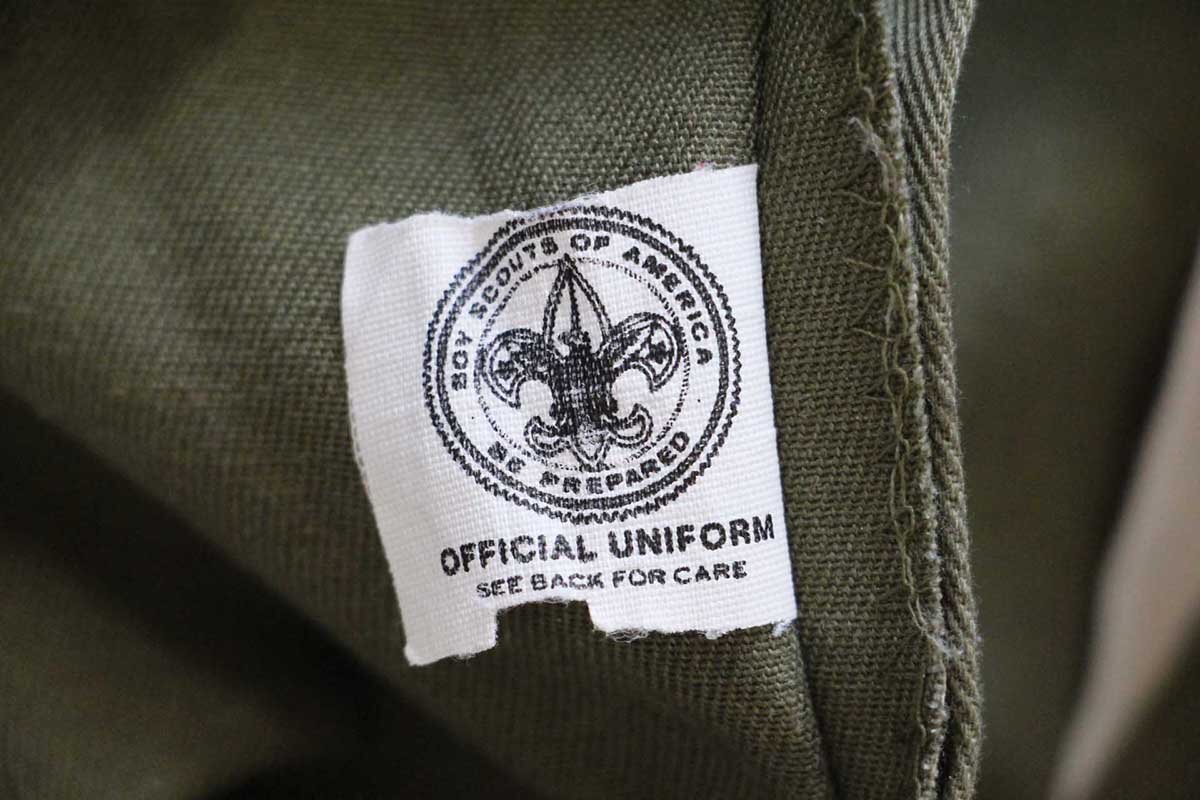 BOY SCOUTS OF AMERICA
BE PREPARED
OFFICIAL UNIFORM
SEE BACK FOR CARE